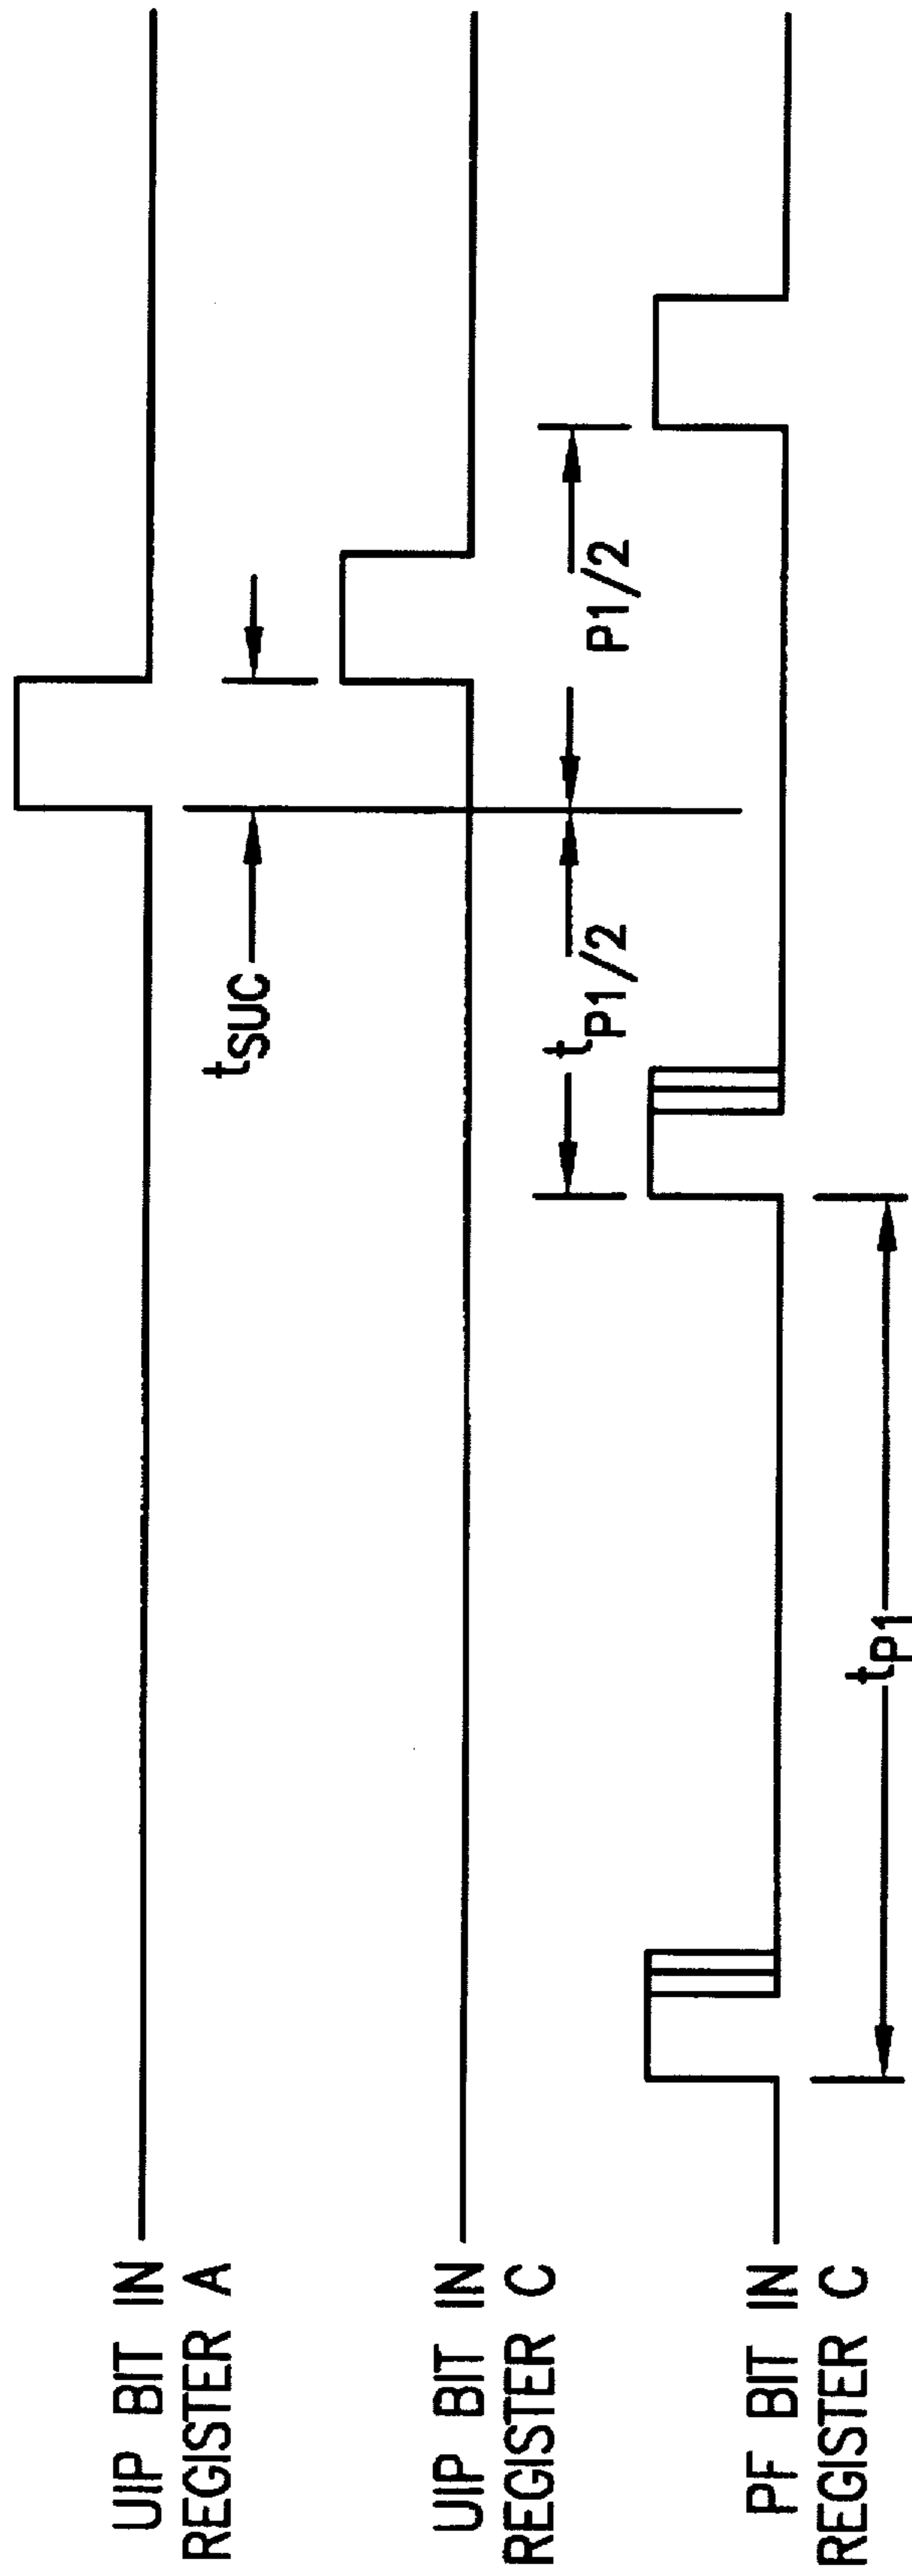 UIP BIT IN
REGISTER A
UIP BIT IN
REGISTER C
PF BIT IN
REGISTER C
tSUC
tP1/2
P1/2
tP1